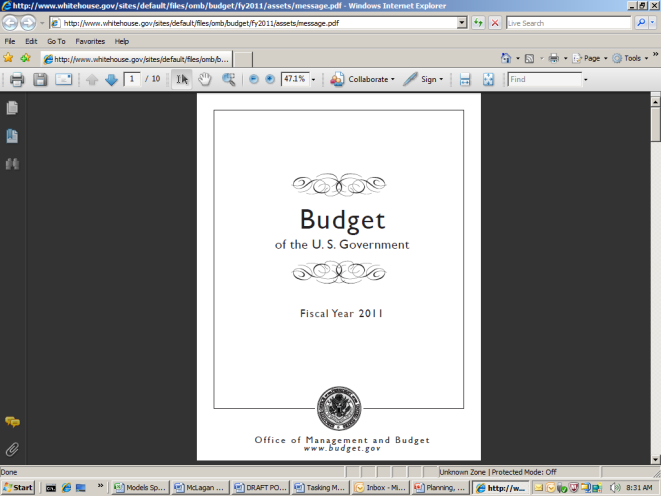 http://www.whitehouse.gov/sites/default/files/omb/budget/fy2011/assets/message.pdf - Windows Internet Explorer
http://www.whitehouse.gov/sites/default/files/omb/budget/fy2011/assets/message.pdf
Live Search
File Edit Go To Favorites Help
http://www.whitehouse.gov/sites/default/files/omb/b...
Page Tools
1 / 10 47.1% Collaborate Sign Find
Budget
of the U. S. Government
Fiscal Year 2011
Office of Management and Budget
www.budget.gov
Done Unknown Zone | Protected Mode: Off
Start Models Sp... McLagan ... DRAFT PO... Tasking M... Inbox - Mi... Planning, ... http://w... 8:31 AM